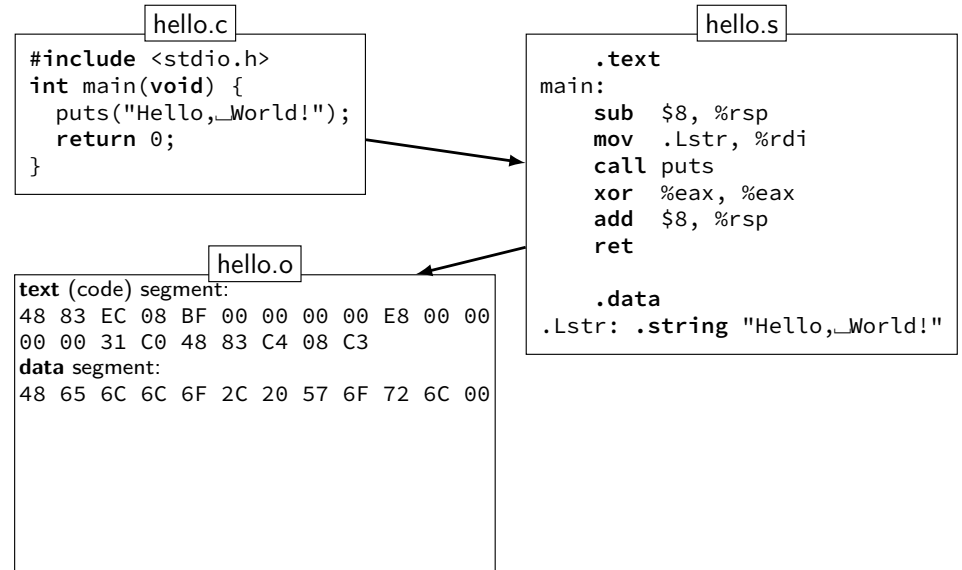 hello.c
#include <stdio.h>
int main(void) {
  puts("Hello,␣World!");
  return 0;
}
hello.s
    .text
main:
    sub  $8, %rsp
    mov  .Lstr, %rdi
    call puts
    xor  %eax, %eax
    add  $8, %rsp
    ret
    .data
.Lstr: .string "Hello,␣World!"
hello.o
text (code) segment:
48 83 EC 08 BF 00 00 00 00 E8 00 00
00 00 31 C0 48 83 C4 08 C3
data segment:
48 65 6C 6C 6F 2C 20 57 6F 72 6C 00